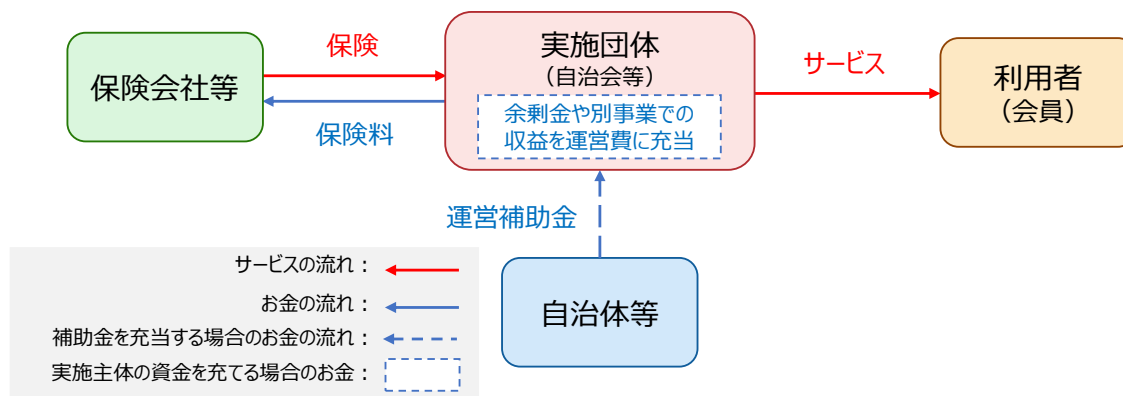 保険会社等
保険
保険料
実施団体
（自治会等）
余剰金や別事業での
収益を運営費に充当
サービス
利用者
（会員）
運営補助金
自治体等
サービスの流れ：
お金の流れ：
補助金を充当する場合のお金の流れ：
実施主体の資金を充てる場合のお金：